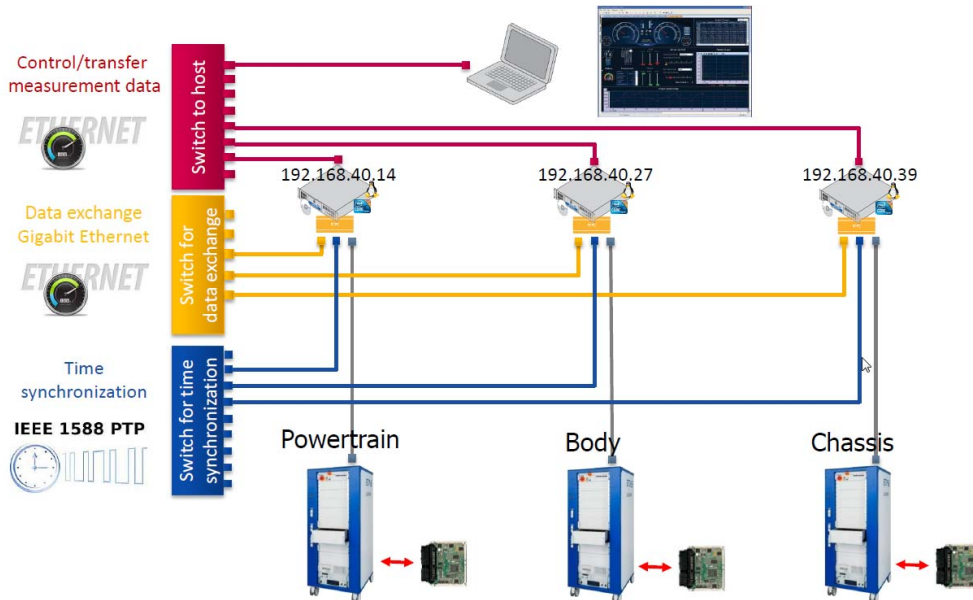 Control/transfer
measurement data
ETHERNET
Switch to host
192.168.40.14
192.168.40.27
192.168.40.39
Data exchange
Gigabit Ethernet
ETHERNET
Switch for
data exchange
Time
synchronization
IEEE 1588 PTP
Switch for time
synchronization
Powertrain
Body
Chassis